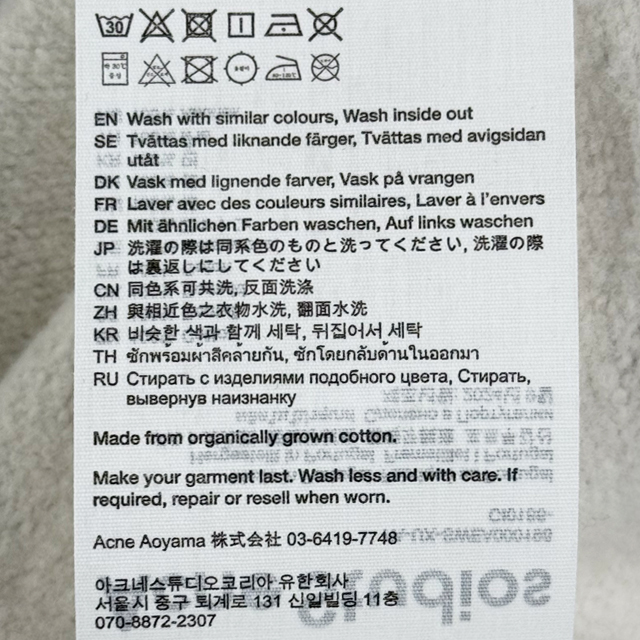 30
EN Wash with similar colours, Wash inside out
SE Tvättas med liknande färger, Tvättas med avigsidan
utåt
DK Vask med lignende farver, Vask på vrangen
FR Laver avec des couleurs similaires, Laver à l'envers
DE Mit ähnlichen Farben waschen, Auf links waschen
JP 洗濯の際は同系色のものと洗ってください, 洗濯の際
は裏返しにしてください
CN 同色系可共洗, 反面洗涤
ZH 與相近色之衣物水洗, 翻面水洗
KR 비슷한 색과 함께 세탁, 뒤집어서 세탁
TH ซักพร้อมผ้าสีคล้ายกัน, ซักโดยกลับด้านในออกมา
RU Стирать с изделиями подобного цвета, Стирать,
вывернув наизнанку
Made from organically grown cotton.
Make your garment last. Wash less and with care. If
required, repair or resell when worn.
Acne Aoyama 株式会社 03-6419-7748
아크네스튜디오코리아 유한회사
서울시 중구 퇴계로 131 신일빌딩 11층
070-8872-2307